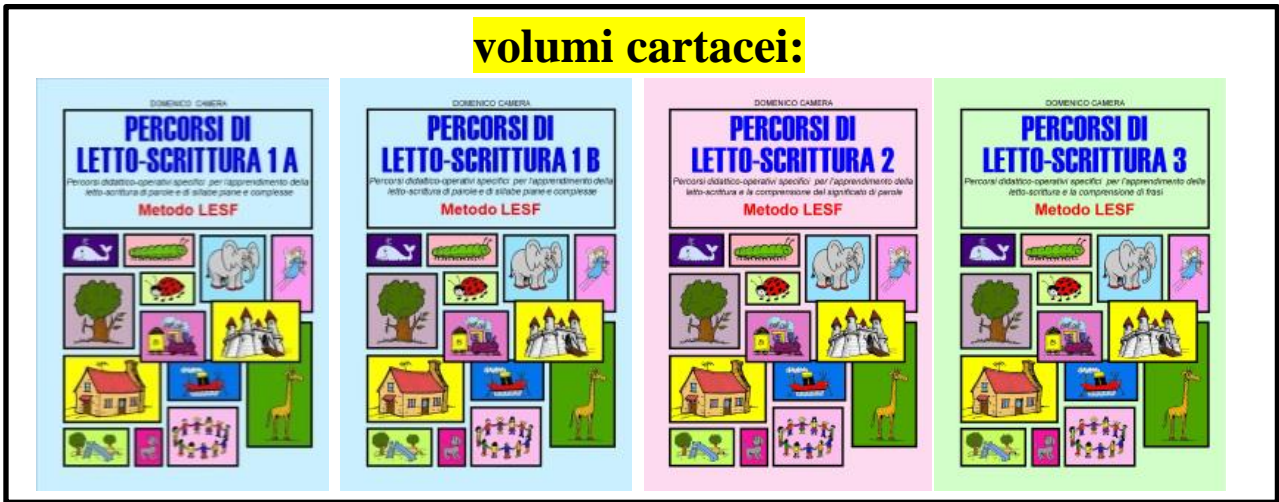 volumi cartacei:
DOMENICO CAMERA
PERCORSI DI
LETTO-SCRITTURA 1 A
Percorsi didattico-operativi specifici per l'apprendimento della
letto-scrittura di parole e di sillabe piane e complesse
Metodo LESF
DOMENICO CAMERA
PERCORSI DI
LETTO-SCRITTURA 1 B
Percorsi didattico-operativi specifici per l'apprendimento della
letto-scrittura di parole e di sillabe piane e complesse
Metodo LESF
DOMENICO CAMERA
PERCORSI DI
LETTO-SCRITTURA 2
Percorsi didattico-operativi specifici per l'apprendimento della
letto-scrittura e la comprensione del significato di parole
Metodo LESF
DOMENICO CAMERA
PERCORSI DI
LETTO-SCRITTURA 3
Percorsi didattico-operativi specifici per l'apprendimento della
letto-scrittura e la comprensione di frasi
Metodo LESF